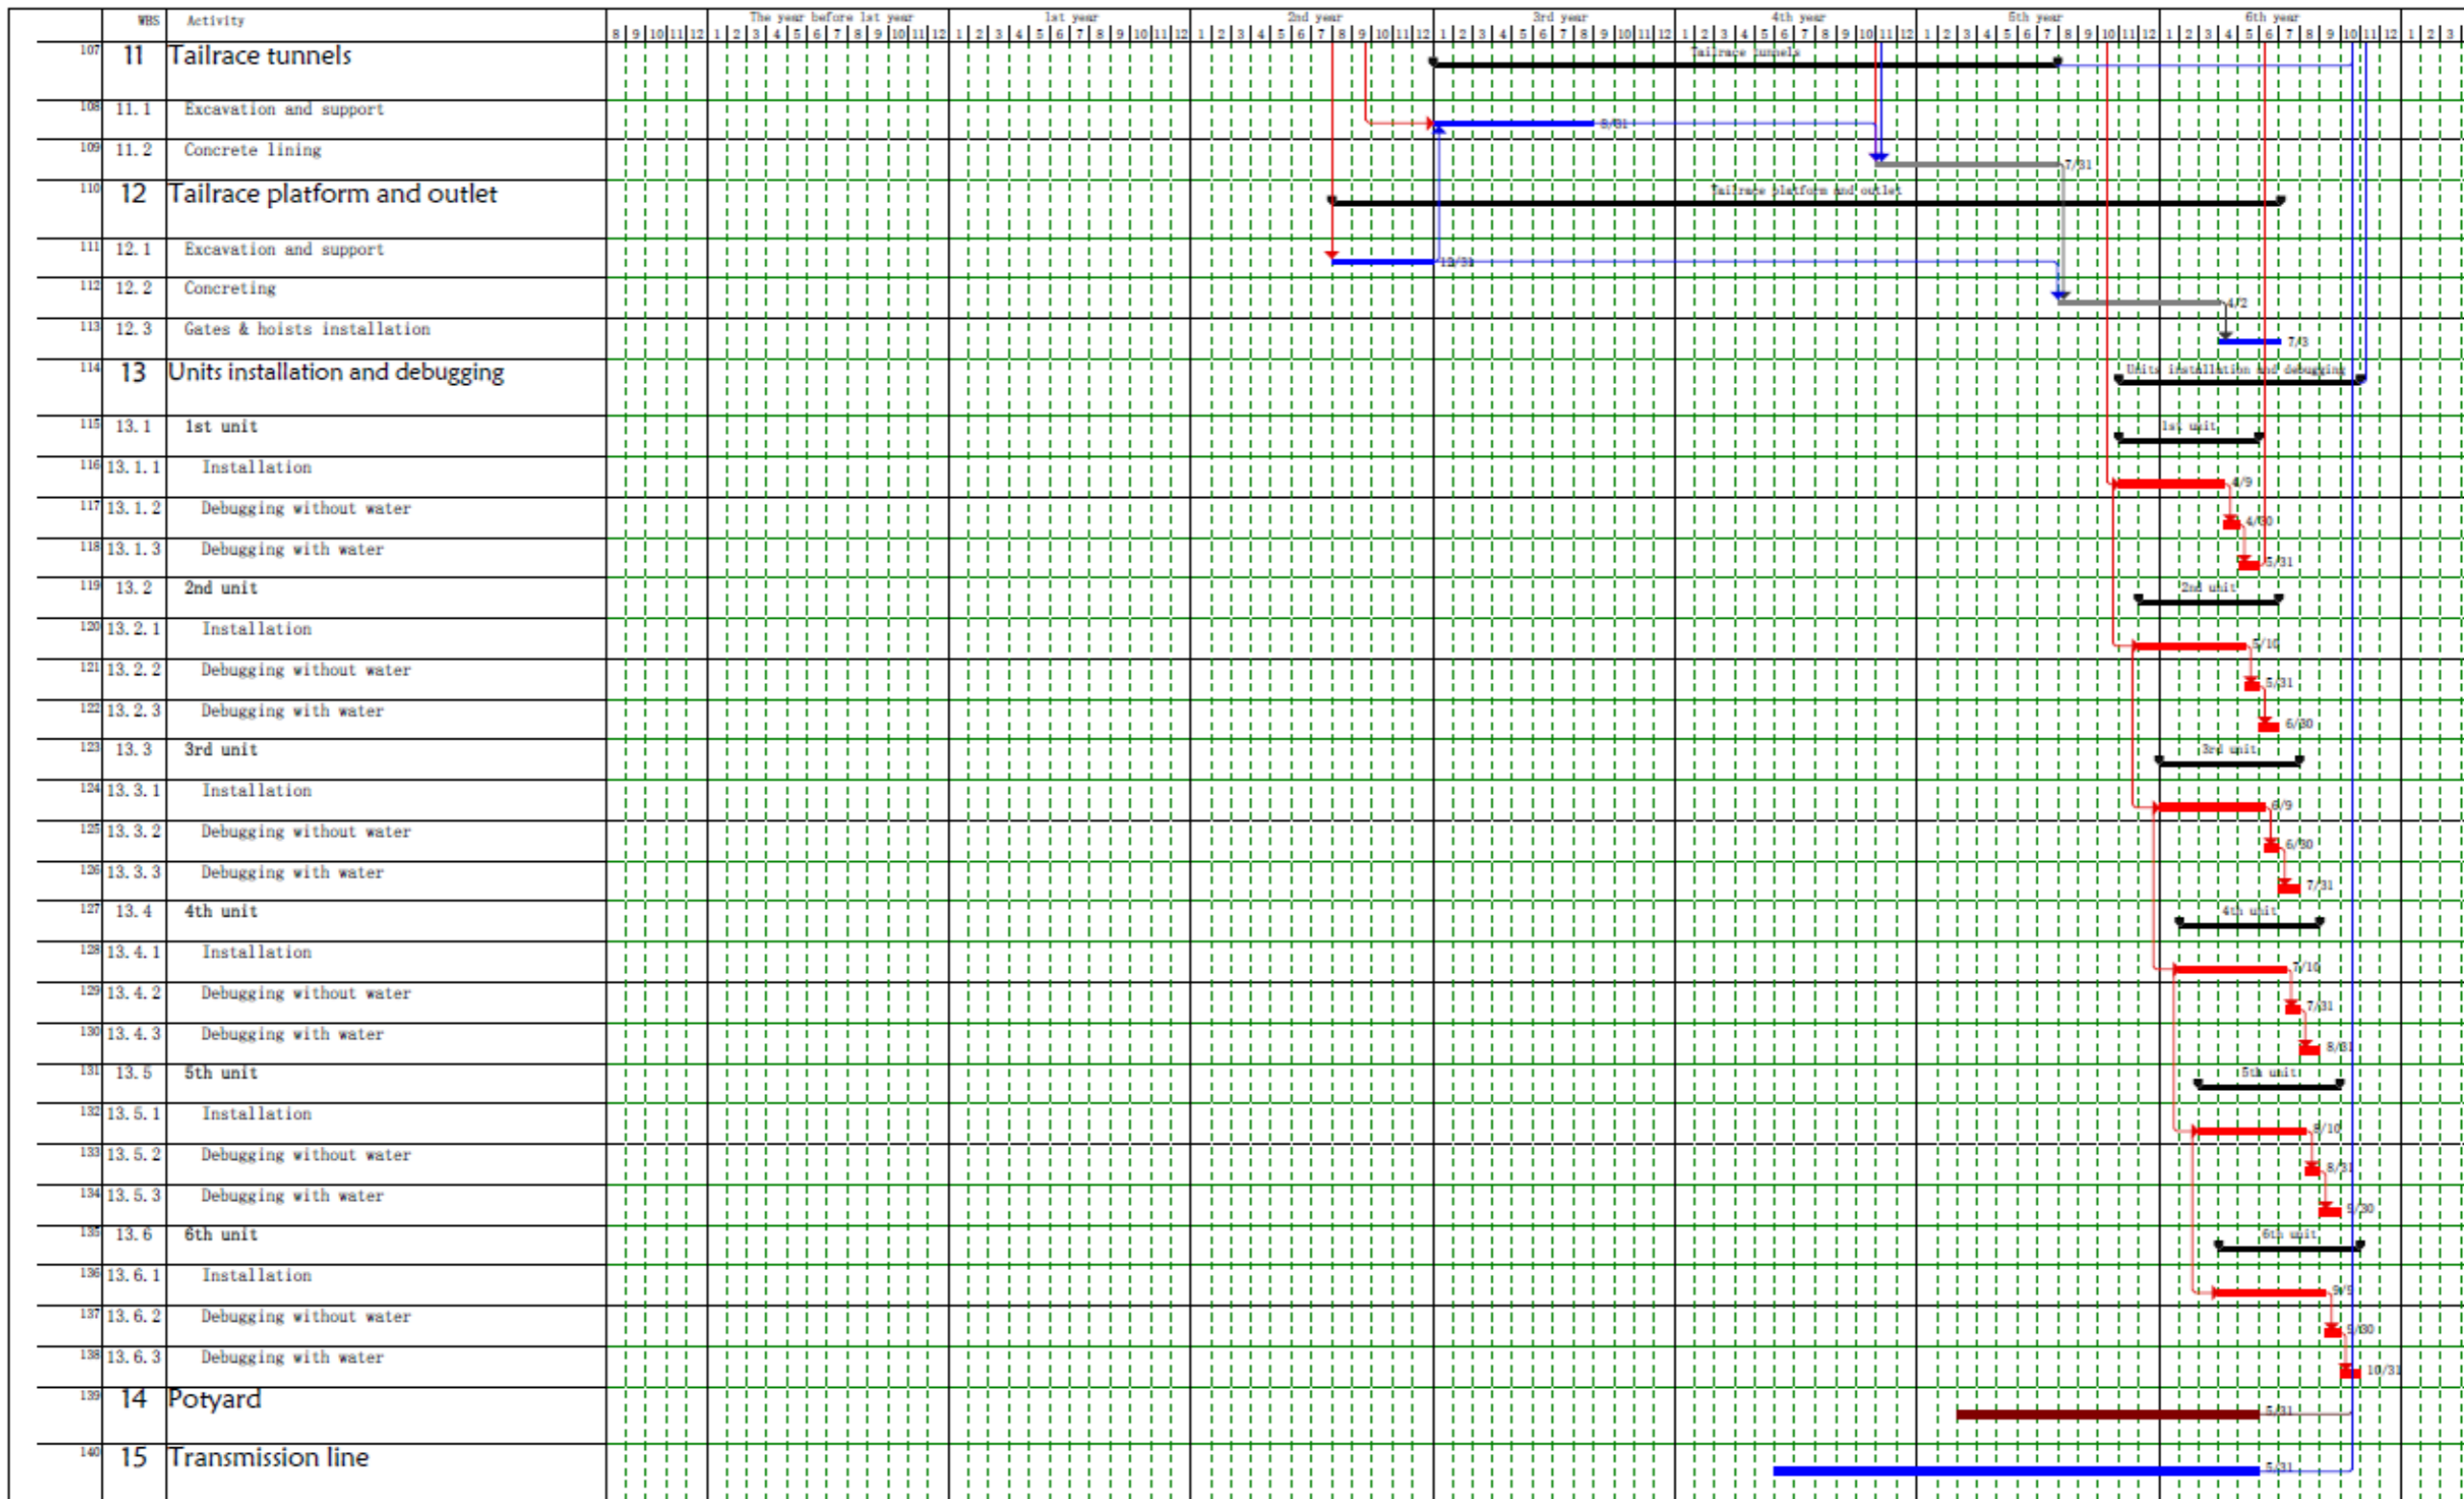 WBS Activity The year before 1st year 1st year 2nd year 3rd year 4th year 5th year 6th year
8 9 10 11 12 1 2 3 4 5 6 7 8 9 10 11 12 1 2 3 4 5 6 7 8 9 10 11 12 1 2 3 4 5 6 7 8 9 10 11 12 1 2 3 4 5 6 7 8 9 10 11 12 1 2 3 4 5 6 7 8 9 10 11 12 1 2 3 4 5 6 7 8 9 10 11 12 1 2 3 4 5 6 7 8 9 10 11 12 1 2 3
107 11 Tailrace tunnels Tailrace tunnels
108 11.1 Excavation and support 8/31
109 11.2 Concrete lining 7/31
110 12 Tailrace platform and outlet Tailrace platform and outlet
111 12.1 Excavation and support 12/31
112 12.2 Concreting 4/2
113 12.3 Gates & hoists installation 7/3
114 13 Units installation and debugging Units installation and debugging
115 13.1 1st unit 1st unit
116 13.1.1 Installation 4/9
117 13.1.2 Debugging without water 4/30
118 13.1.3 Debugging with water 5/31
119 13.2 2nd unit 2nd unit
120 13.2.1 Installation 5/10
121 13.2.2 Debugging without water 5/31
122 13.2.3 Debugging with water 6/30
123 13.3 3rd unit 3rd unit
124 13.3.1 Installation 6/9
125 13.3.2 Debugging without water 6/30
126 13.3.3 Debugging with water 7/31
127 13.4 4th unit 4th unit
128 13.4.1 Installation 7/10
129 13.4.2 Debugging without water 7/31
130 13.4.3 Debugging with water 8/31
131 13.5 5th unit 5th unit
132 13.5.1 Installation 8/10
133 13.5.2 Debugging without water 8/31
134 13.5.3 Debugging with water 9/30
135 13.6 6th unit 6th unit
136 13.6.1 Installation 9/9
137 13.6.2 Debugging without water 9/30
138 13.6.3 Debugging with water 10/31
139 14 Potyard 5/31
140 15 Transmission line 5/31